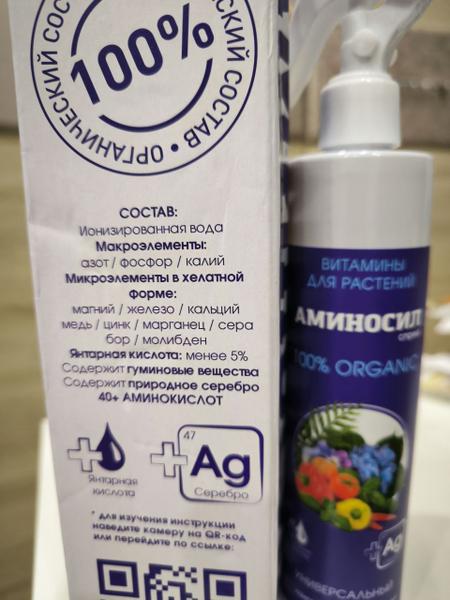 ОРГАНИЧЕСКИЙ СОСТАВ •
100%
СОСТАВ:
Ионизированная вода
Макроэлементы:
азот / фосфор / калий
Микроэлементы в хелатной
форме:
магний / железо / кальций
медь / цинк / марганец / сера
бор / молибден
Янтарная кислота: менее 5%
Содержит гуминовые вещества
Содержит природное серебро
40+ АМИНОКИСЛОТ
Янтарная
кислота
47
Ag
Серебро
* для изучения инструкции
наведите камеру на QR-код
или перейдите по ссылке:
ВИТАМИНЫ
ДЛЯ РАСТЕНИЙ
АМИНОСИЛ
спрей
100% ORGANIC
Ag
УНИВЕРСАЛЬНЫЙ